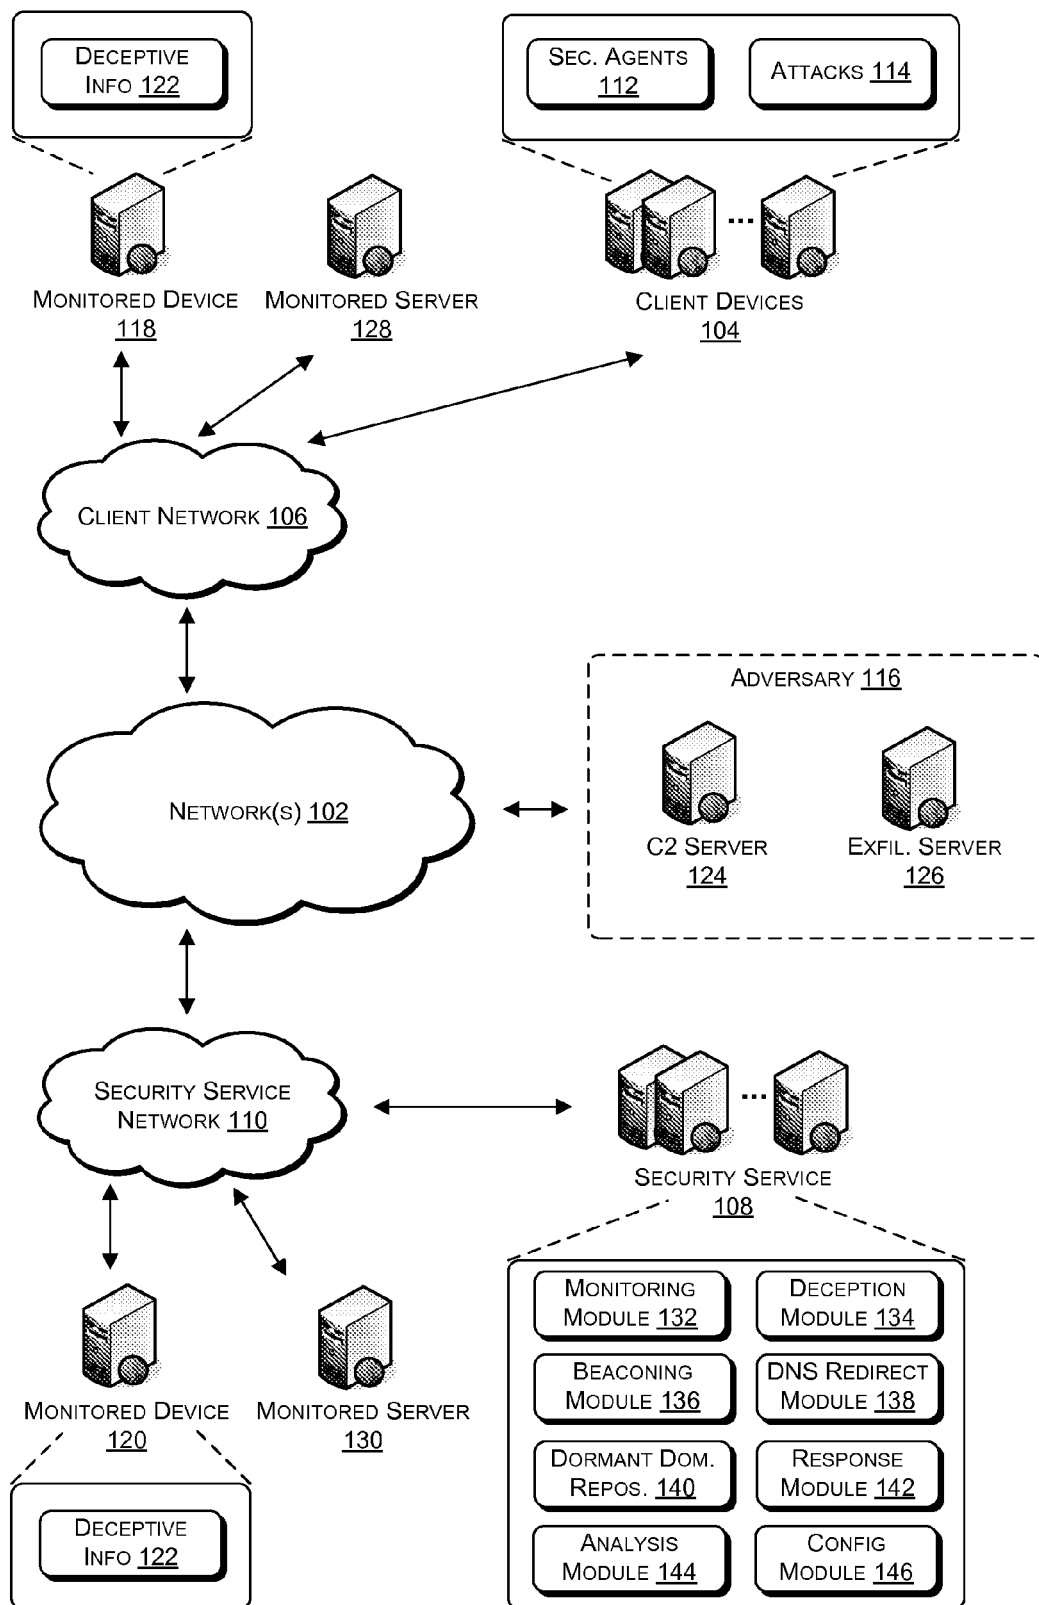 DECEPTIVE
INFO 122
SEC. AGENTS
112
ATTACKS 114
MONITORED DEVICE
118
MONITORED SERVER
128
...
CLIENT DEVICES
104
CLIENT NETWORK 106
ADVERSARY 116
NETWORK(S) 102
C2 SERVER
124
EXFIL. SERVER
126
SECURITY SERVICE
NETWORK 110
...
SECURITY SERVICE
108
MONITORED DEVICE
120
MONITORED SERVER
130
DECEPTIVE
INFO 122
MONITORING
MODULE 132
DECEPTION
MODULE 134
BEACONING
MODULE 136
DNS REDIRECT
MODULE 138
DORMANT DOM.
REPOS. 140
RESPONSE
MODULE 142
ANALYSIS
MODULE 144
CONFIG
MODULE 146